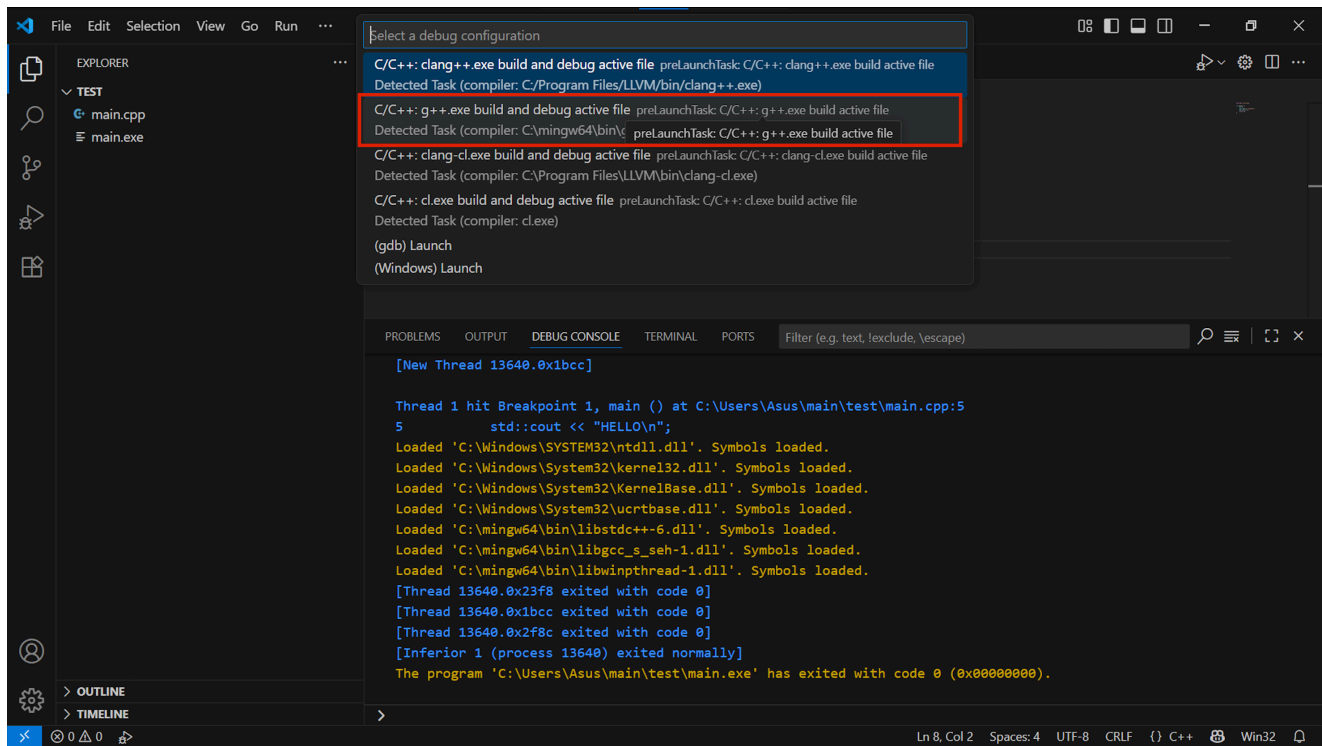 File Edit Selection View Go Run ···
Select a debug configuration
EXPLORER ···
TEST
main.cpp
main.exe
C/C++: clang++.exe build and debug active file preLaunchTask: C/C++: clang++.exe build active file
Detected Task (compiler: C:/Program Files/LLVM/bin/clang++.exe)
C/C++: g++.exe build and debug active file preLaunchTask: C/C++: g++.exe build active file
Detected Task (compiler: C:\mingw64\bin\g
preLaunchTask: C/C++: g++.exe build active file
C/C++: clang-cl.exe build and debug active file preLaunchTask: C/C++: clang-cl.exe build active file
Detected Task (compiler: C:\Program Files\LLVM\bin\clang-cl.exe)
C/C++: cl.exe build and debug active file preLaunchTask: C/C++: cl.exe build active file
Detected Task (compiler: cl.exe)
(gdb) Launch
(Windows) Launch
PROBLEMS OUTPUT DEBUG CONSOLE TERMINAL PORTS Filter (e.g. text, !exclude, \escape)
[New Thread 13640.0x1bcc]
Thread 1 hit Breakpoint 1, main () at C:\Users\Asus\main\test\main.cpp:5
5 std::cout << "HELLO\n";
Loaded 'C:\Windows\SYSTEM32\ntdll.dll'. Symbols loaded.
Loaded 'C:\Windows\System32\kernel32.dll'. Symbols loaded.
Loaded 'C:\Windows\System32\KernelBase.dll'. Symbols loaded.
Loaded 'C:\Windows\System32\ucrtbase.dll'. Symbols loaded.
Loaded 'C:\mingw64\bin\libstdc++-6.dll'. Symbols loaded.
Loaded 'C:\mingw64\bin\libgcc_s_seh-1.dll'. Symbols loaded.
Loaded 'C:\mingw64\bin\libwinpthread-1.dll'. Symbols loaded.
[Thread 13640.0x23f8 exited with code 0]
[Thread 13640.0x1bcc exited with code 0]
[Thread 13640.0x2f8c exited with code 0]
[Inferior 1 (process 13640) exited normally]
The program 'C:\Users\Asus\main\test\main.exe' has exited with code 0 (0x00000000).
OUTLINE
TIMELINE
0 0 Ln 8, Col 2 Spaces: 4 UTF-8 CRLF {} C++ Win32